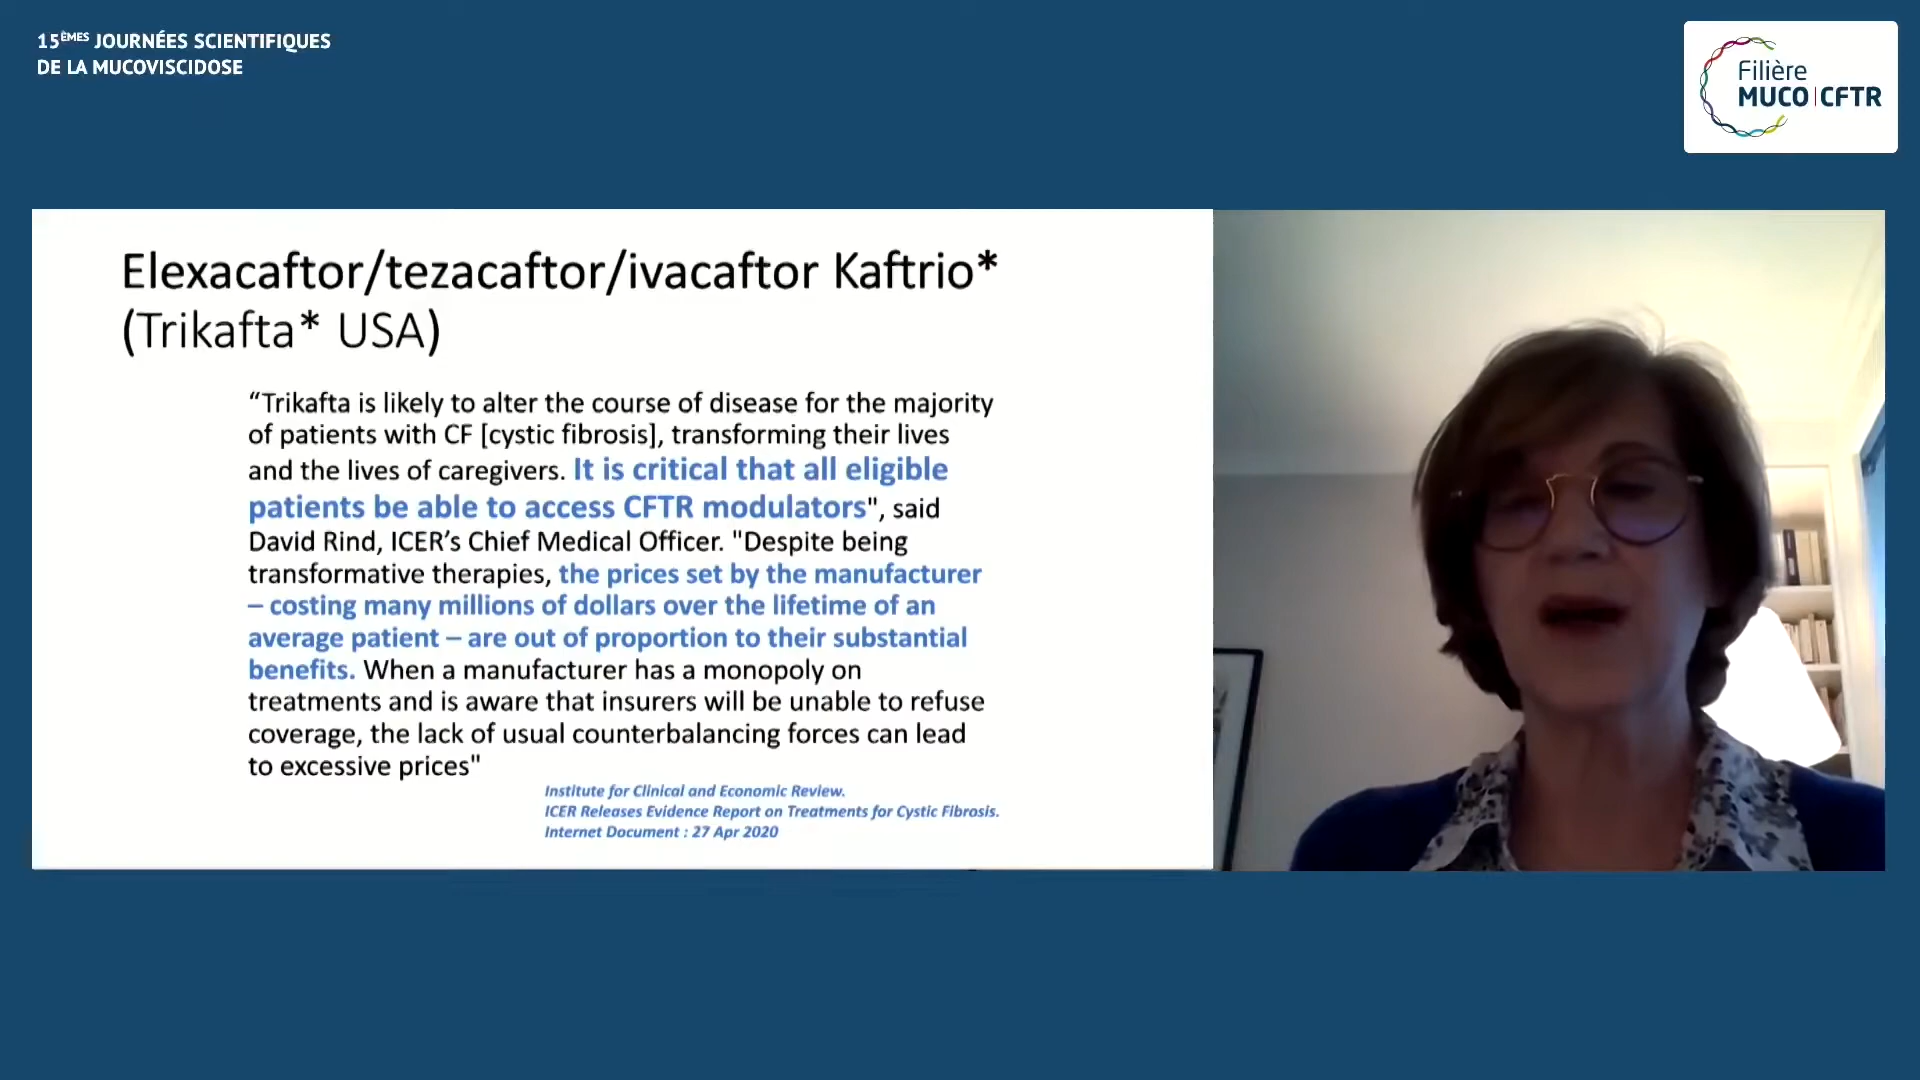 15ÈMES JOURNÉES SCIENTIFIQUES
DE LA MUCOVISCIDOSE
Filière
MUCO|CFTR
Elexacaftor/tezacaftor/ivacaftor Kaftrio*
(Trikafta* USA)
“Trikafta is likely to alter the course of disease for the majority
of patients with CF [cystic fibrosis], transforming their lives
and the lives of caregivers. It is critical that all eligible
patients be able to access CFTR modulators", said
David Rind, ICER’s Chief Medical Officer. "Despite being
transformative therapies, the prices set by the manufacturer
– costing many millions of dollars over the lifetime of an
average patient – are out of proportion to their substantial
benefits. When a manufacturer has a monopoly on
treatments and is aware that insurers will be unable to refuse
coverage, the lack of usual counterbalancing forces can lead
to excessive prices"
Institute for Clinical and Economic Review.
ICER Releases Evidence Report on Treatments for Cystic Fibrosis.
Internet Document : 27 Apr 2020